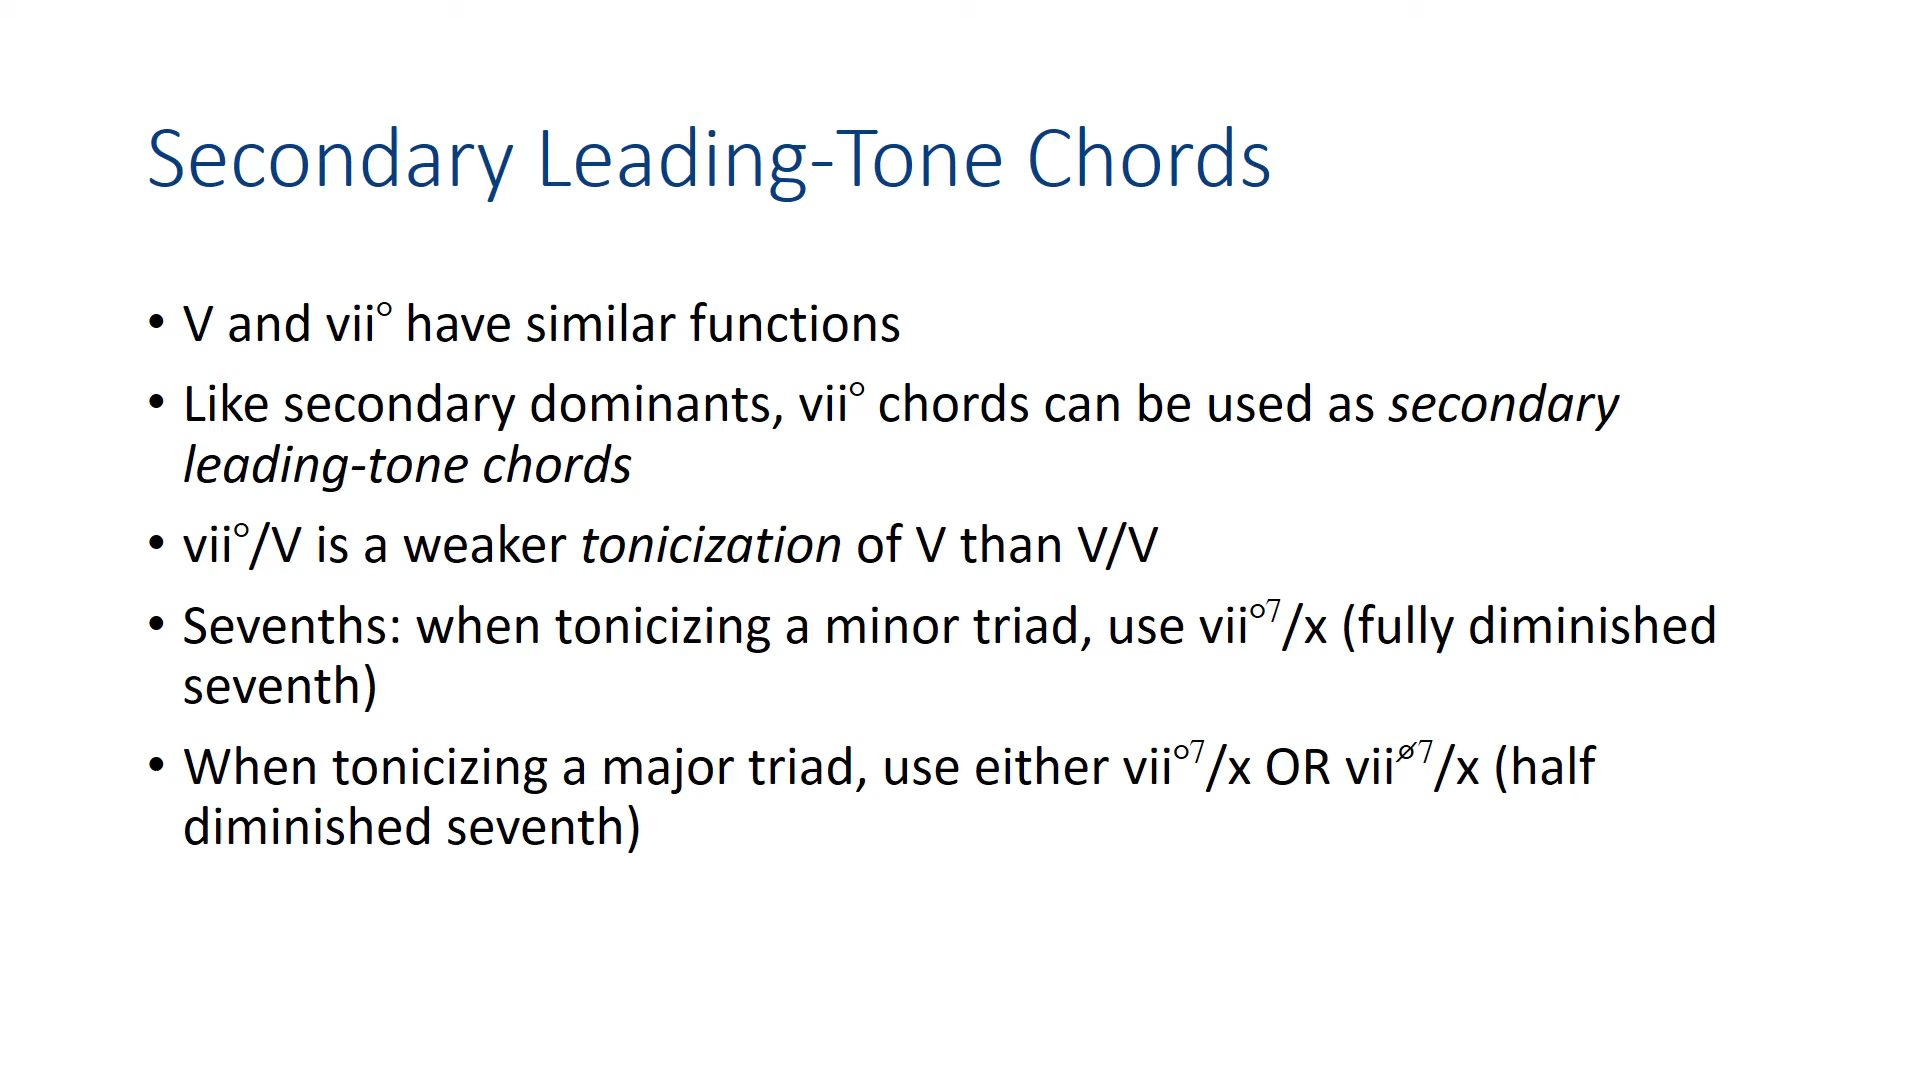 Secondary Leading-Tone Chords
• V and vii° have similar functions
• Like secondary dominants, vii° chords can be used as secondary
leading-tone chords
• vii°/V is a weaker tonicization of V than V/V
• Sevenths: when tonicizing a minor triad, use vii°⁷/x (fully diminished
seventh)
• When tonicizing a major triad, use either vii°⁷/x OR viiø⁷/x (half
diminished seventh)